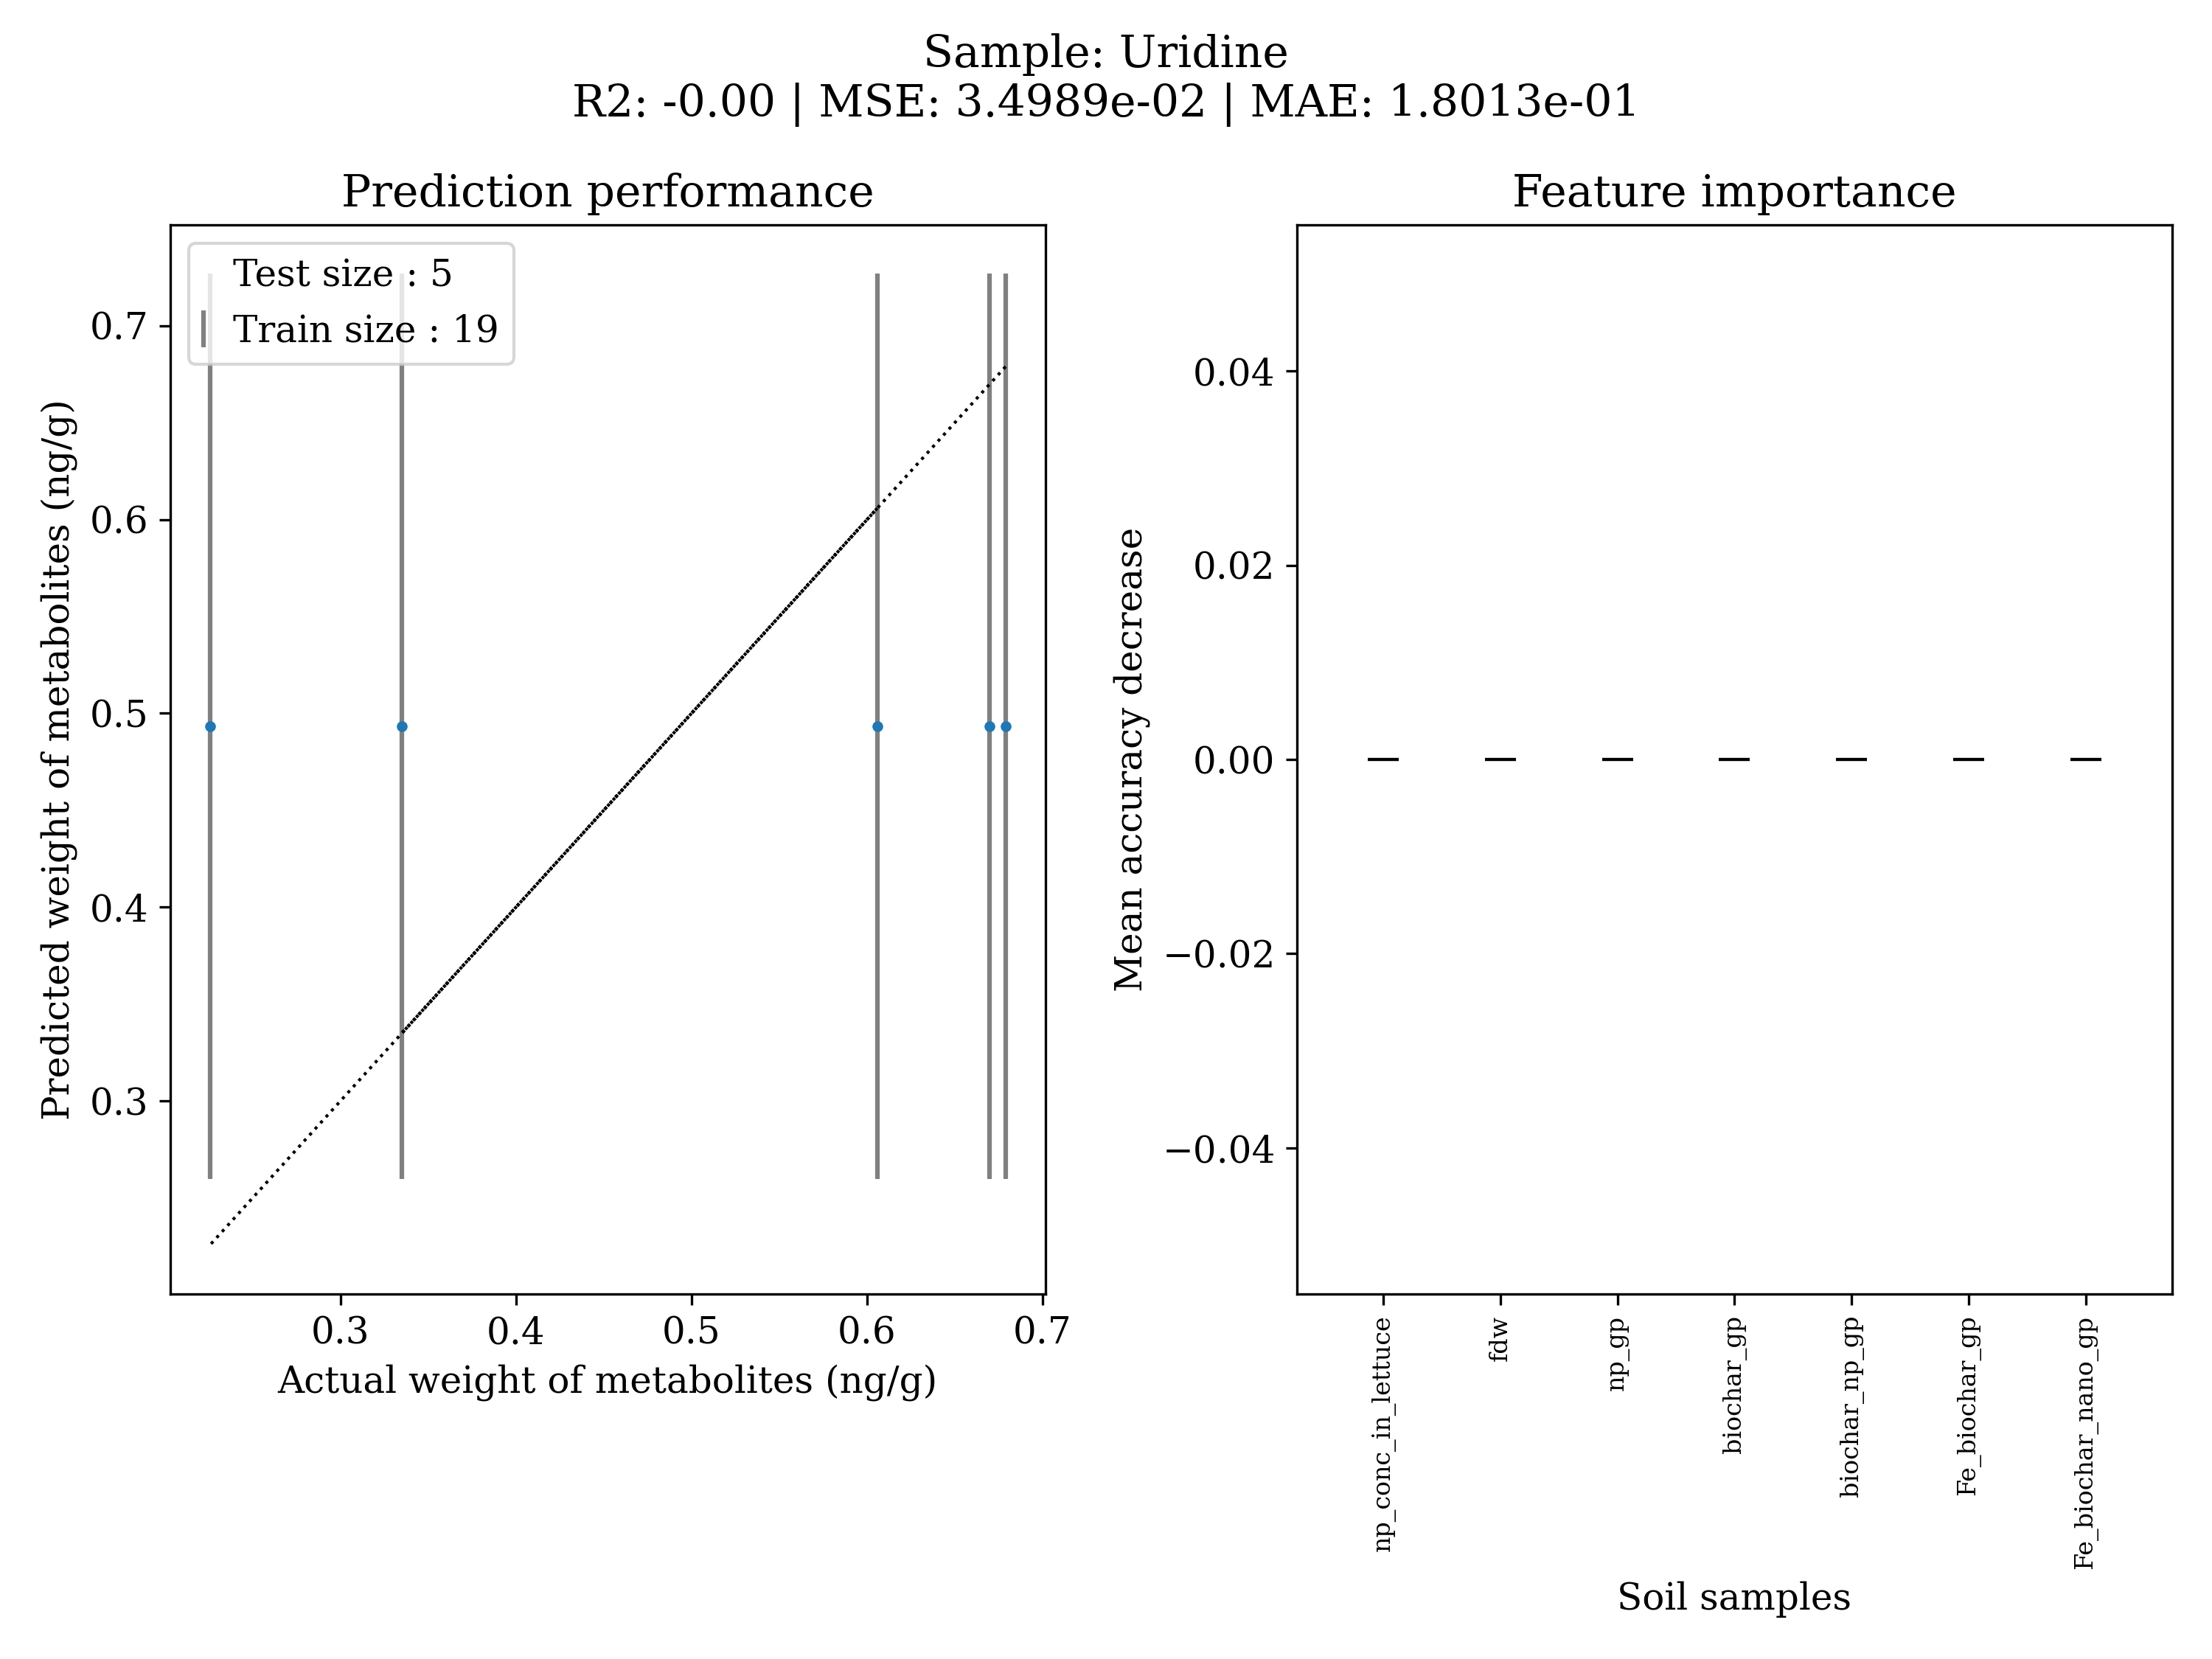 Sample: Uridine
R2: -0.00 | MSE: 3.4989e-02 | MAE: 1.8013e-01
Prediction performance
Test size : 5
Train size : 19
0.7
0.6
0.5
0.4
0.3
Predicted weight of metabolites (ng/g)
0.3 0.4 0.5 0.6 0.7
Actual weight of metabolites (ng/g)
Feature importance
0.04
0.02
0.00
−0.02
−0.04
Mean accuracy decrease
np_conc_in_lettuce
fdw
np_gp
biochar_gp
biochar_np_gp
Fe_biochar_gp
Fe_biochar_nano_gp
Soil samples